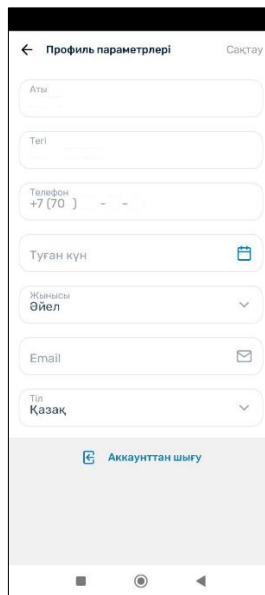 Профиль параметрлері Сақтау
Аты
Тегі
Телефон
+7 (70 ) - -
Туған күн
Жынысы
Әйел
Email
Тіл
Қазақ
Аккаунттан шығу